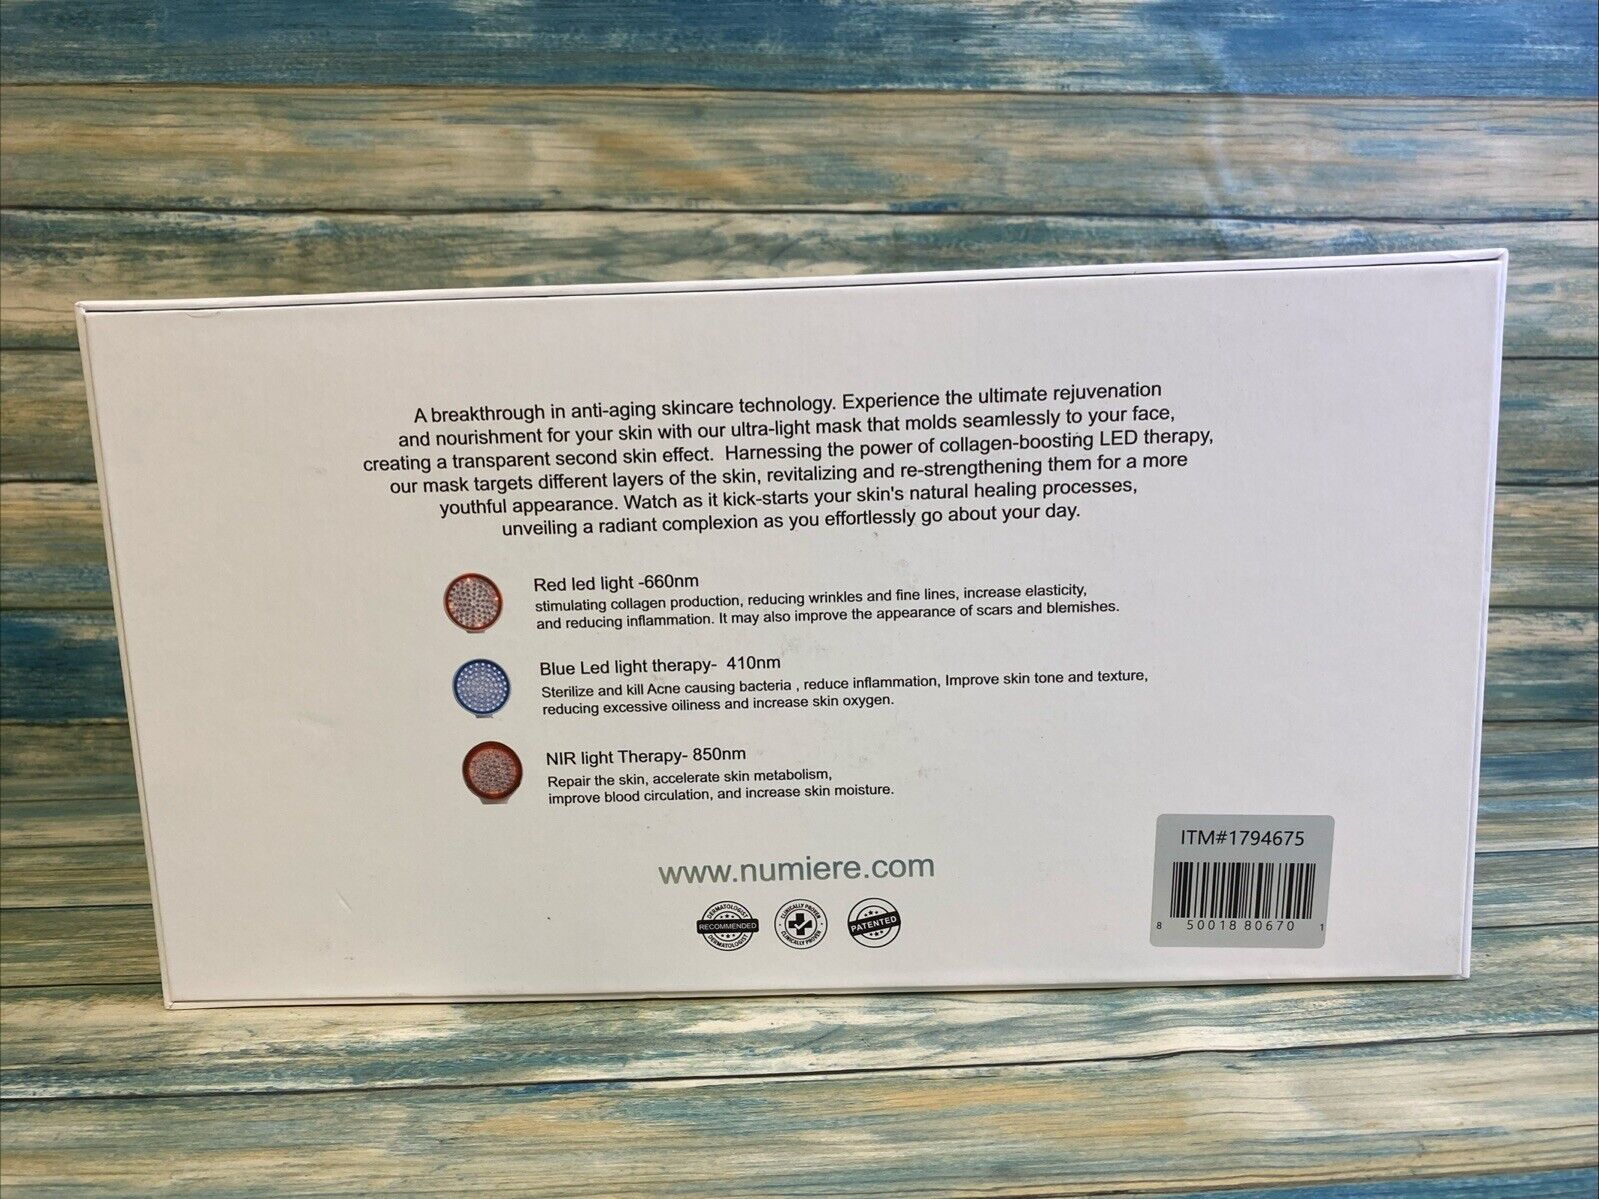 A breakthrough in anti-aging skincare technology. Experience the ultimate rejuvenation
and nourishment for your skin with our ultra-light mask that molds seamlessly to your face,
creating a transparent second skin effect. Harnessing the power of collagen-boosting LED therapy,
our mask targets different layers of the skin, revitalizing and re-strengthening them for a more
youthful appearance. Watch as it kick-starts your skin's natural healing processes,
unveiling a radiant complexion as you effortlessly go about your day.
Red led light -660nm
stimulating collagen production, reducing wrinkles and fine lines, increase elasticity,
and reducing inflammation. It may also improve the appearance of scars and blemishes.
Blue Led light therapy- 410nm
Sterilize and kill Acne causing bacteria , reduce inflammation, Improve skin tone and texture,
reducing excessive oiliness and increase skin oxygen.
NIR light Therapy- 850nm
Repair the skin, accelerate skin metabolism,
improve blood circulation, and increase skin moisture.
www.numiere.com
DERMATOLOGIST
RECOMMENDED
DERMATOLOGIST
CLINICALLY PROVEN
CLINICALLY PROVEN
PATENTED
ITM#1794675
8 50018 80670 1